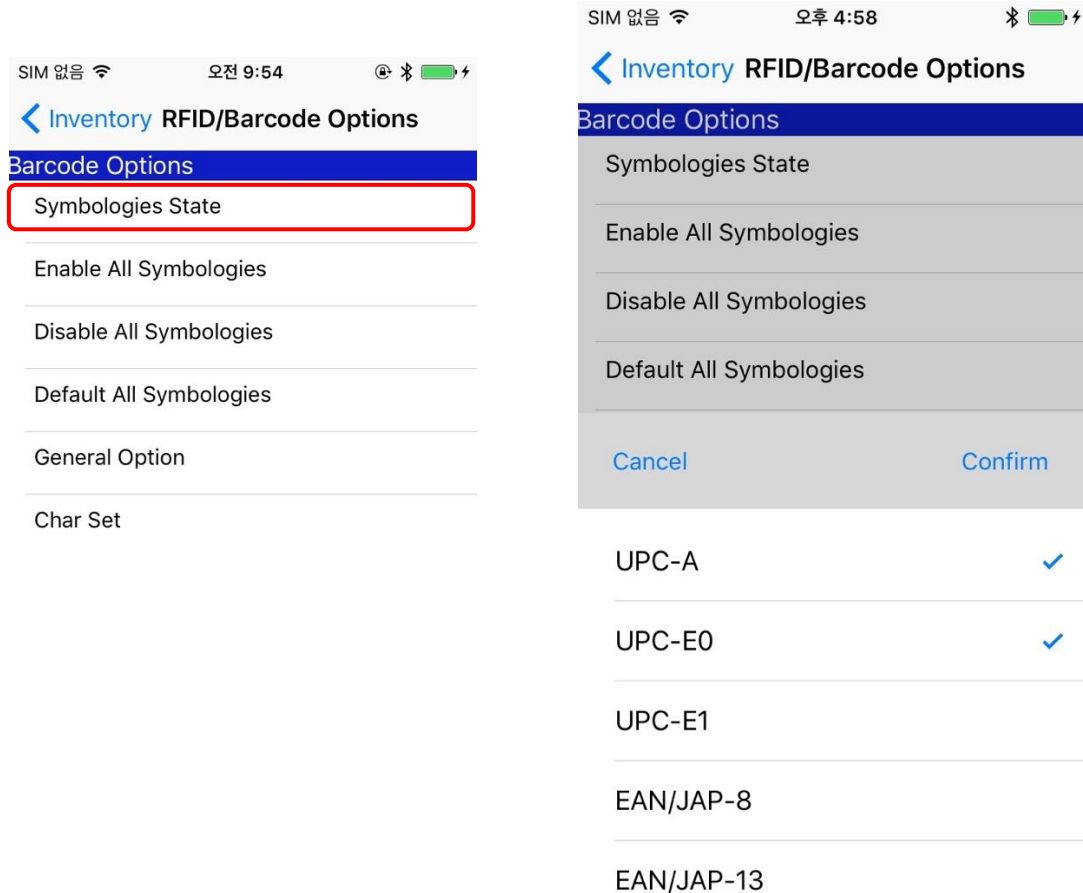 SIM 없음 오전 9:54
Inventory RFID/Barcode Options
Barcode Options
Symbologies State
Enable All Symbologies
Disable All Symbologies
Default All Symbologies
General Option
Char Set
SIM 없음 오후 4:58
Inventory RFID/Barcode Options
Barcode Options
Symbologies State
Enable All Symbologies
Disable All Symbologies
Default All Symbologies
Cancel Confirm
UPC-A
UPC-E0
UPC-E1
EAN/JAP-8
EAN/JAP-13